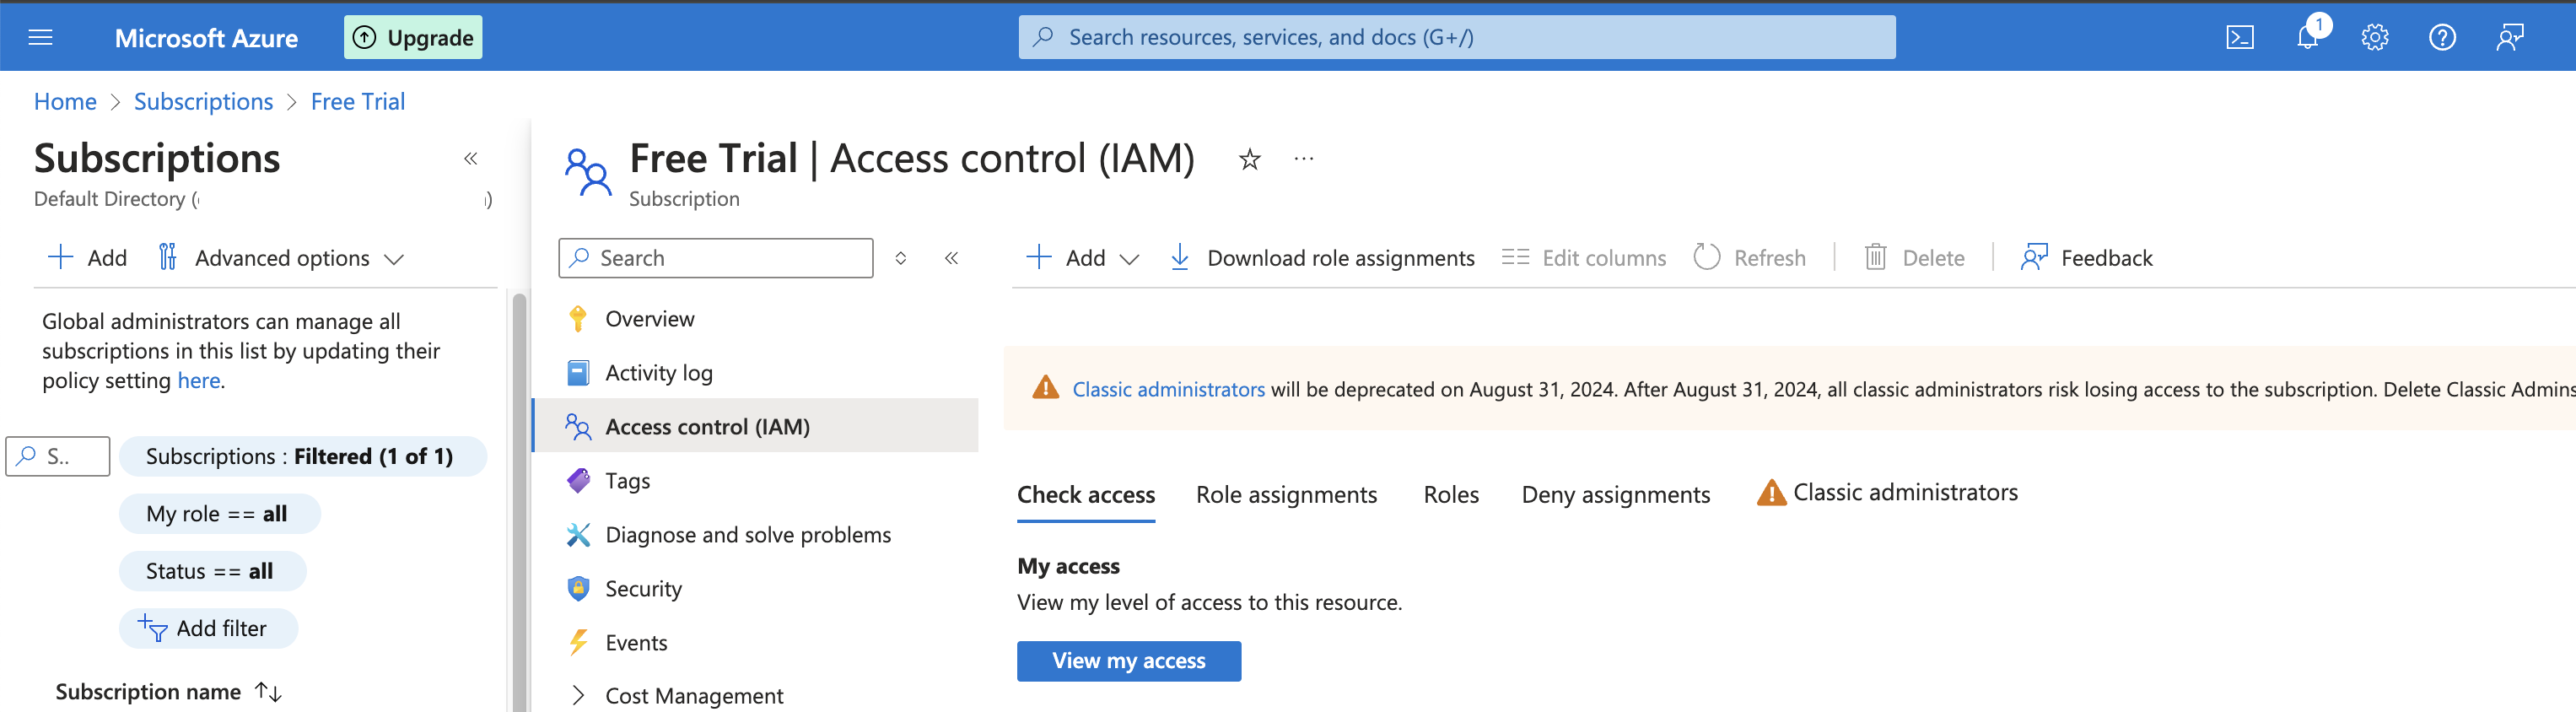 Microsoft Azure
Upgrade
Search resources, services, and docs (G+/)
1
Home > Subscriptions > Free Trial
Subscriptions
Default Directory ( )
Add
Advanced options
Global administrators can manage all
subscriptions in this list by updating their
policy setting here.
S..
Subscriptions : Filtered (1 of 1)
My role == all
Status == all
Add filter
Subscription name
Free Trial | Access control (IAM)
Subscription
Search
Overview
Activity log
Access control (IAM)
Tags
Diagnose and solve problems
Security
Events
Cost Management
Add
Download role assignments
Edit columns
Refresh
Delete
Feedback
Classic administrators will be deprecated on August 31, 2024. After August 31, 2024, all classic administrators risk losing access to the subscription. Delete Classic Admins
Check access
Role assignments
Roles
Deny assignments
Classic administrators
My access
View my level of access to this resource.
View my access